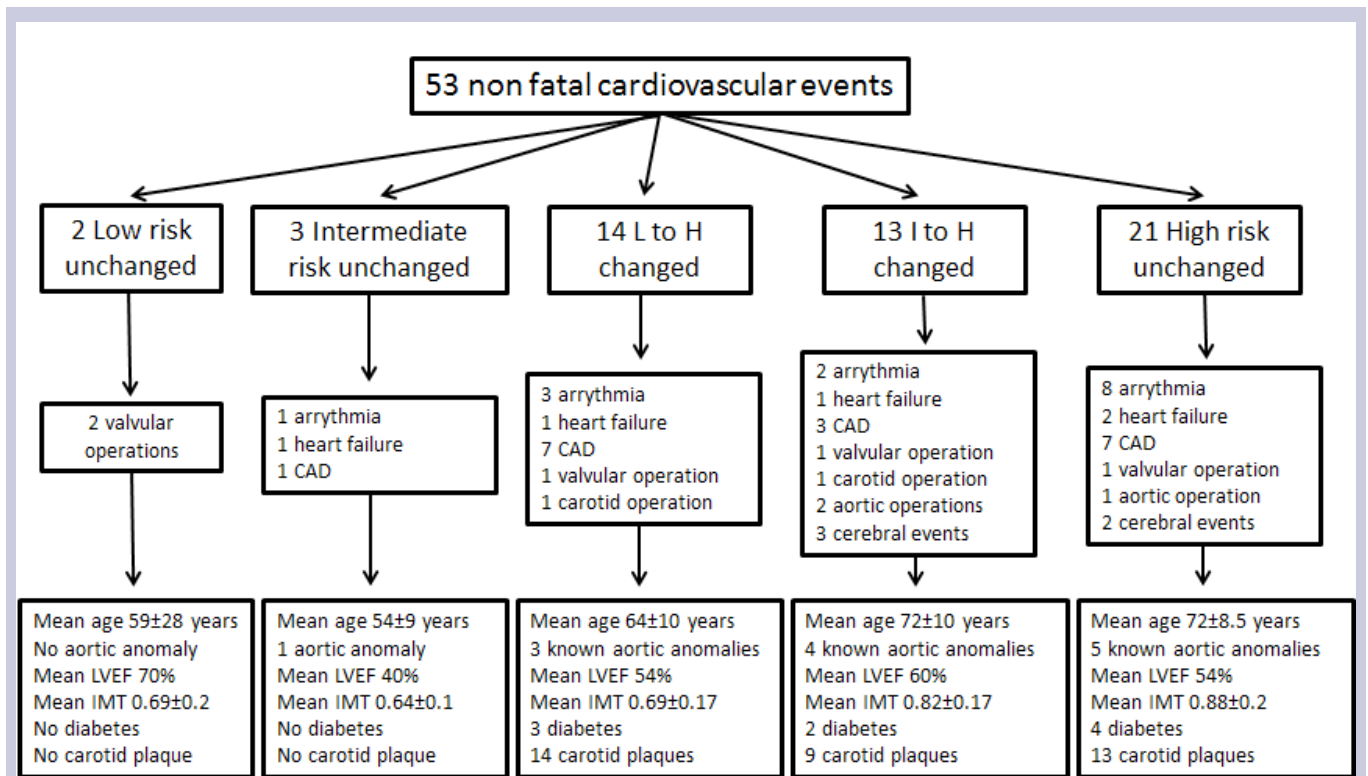 53 non fatal cardiovascular events
2 Low risk
unchanged
3 Intermediate
risk unchanged
14 L to H
changed
13 I to H
changed
21 High risk
unchanged
2 valvular
operations
1 arrythmia
1 heart failure
1 CAD
3 arrythmia
1 heart failure
7 CAD
1 valvular operation
1 carotid operation
2 arrythmia
1 heart failure
3 CAD
1 valvular operation
1 carotid operation
2 aortic operations
3 cerebral events
8 arrythmia
2 heart failure
7 CAD
1 valvular operation
1 aortic operation
2 cerebral events
Mean age 59±28 years
No aortic anomaly
Mean LVEF 70%
Mean IMT 0.69±0.2
No diabetes
No carotid plaque
Mean age 54±9 years
1 aortic anomaly
Mean LVEF 40%
Mean IMT 0.64±0.1
No diabetes
No carotid plaque
Mean age 64±10 years
3 known aortic anomalies
Mean LVEF 54%
Mean IMT 0.69±0.17
3 diabetes
14 carotid plaques
Mean age 72±10 years
4 known aortic anomalies
Mean LVEF 60%
Mean IMT 0.82±0.17
2 diabetes
9 carotid plaques
Mean age 72±8.5 years
5 known aortic anomalies
Mean LVEF 54%
Mean IMT 0.88±0.2
4 diabetes
13 carotid plaques